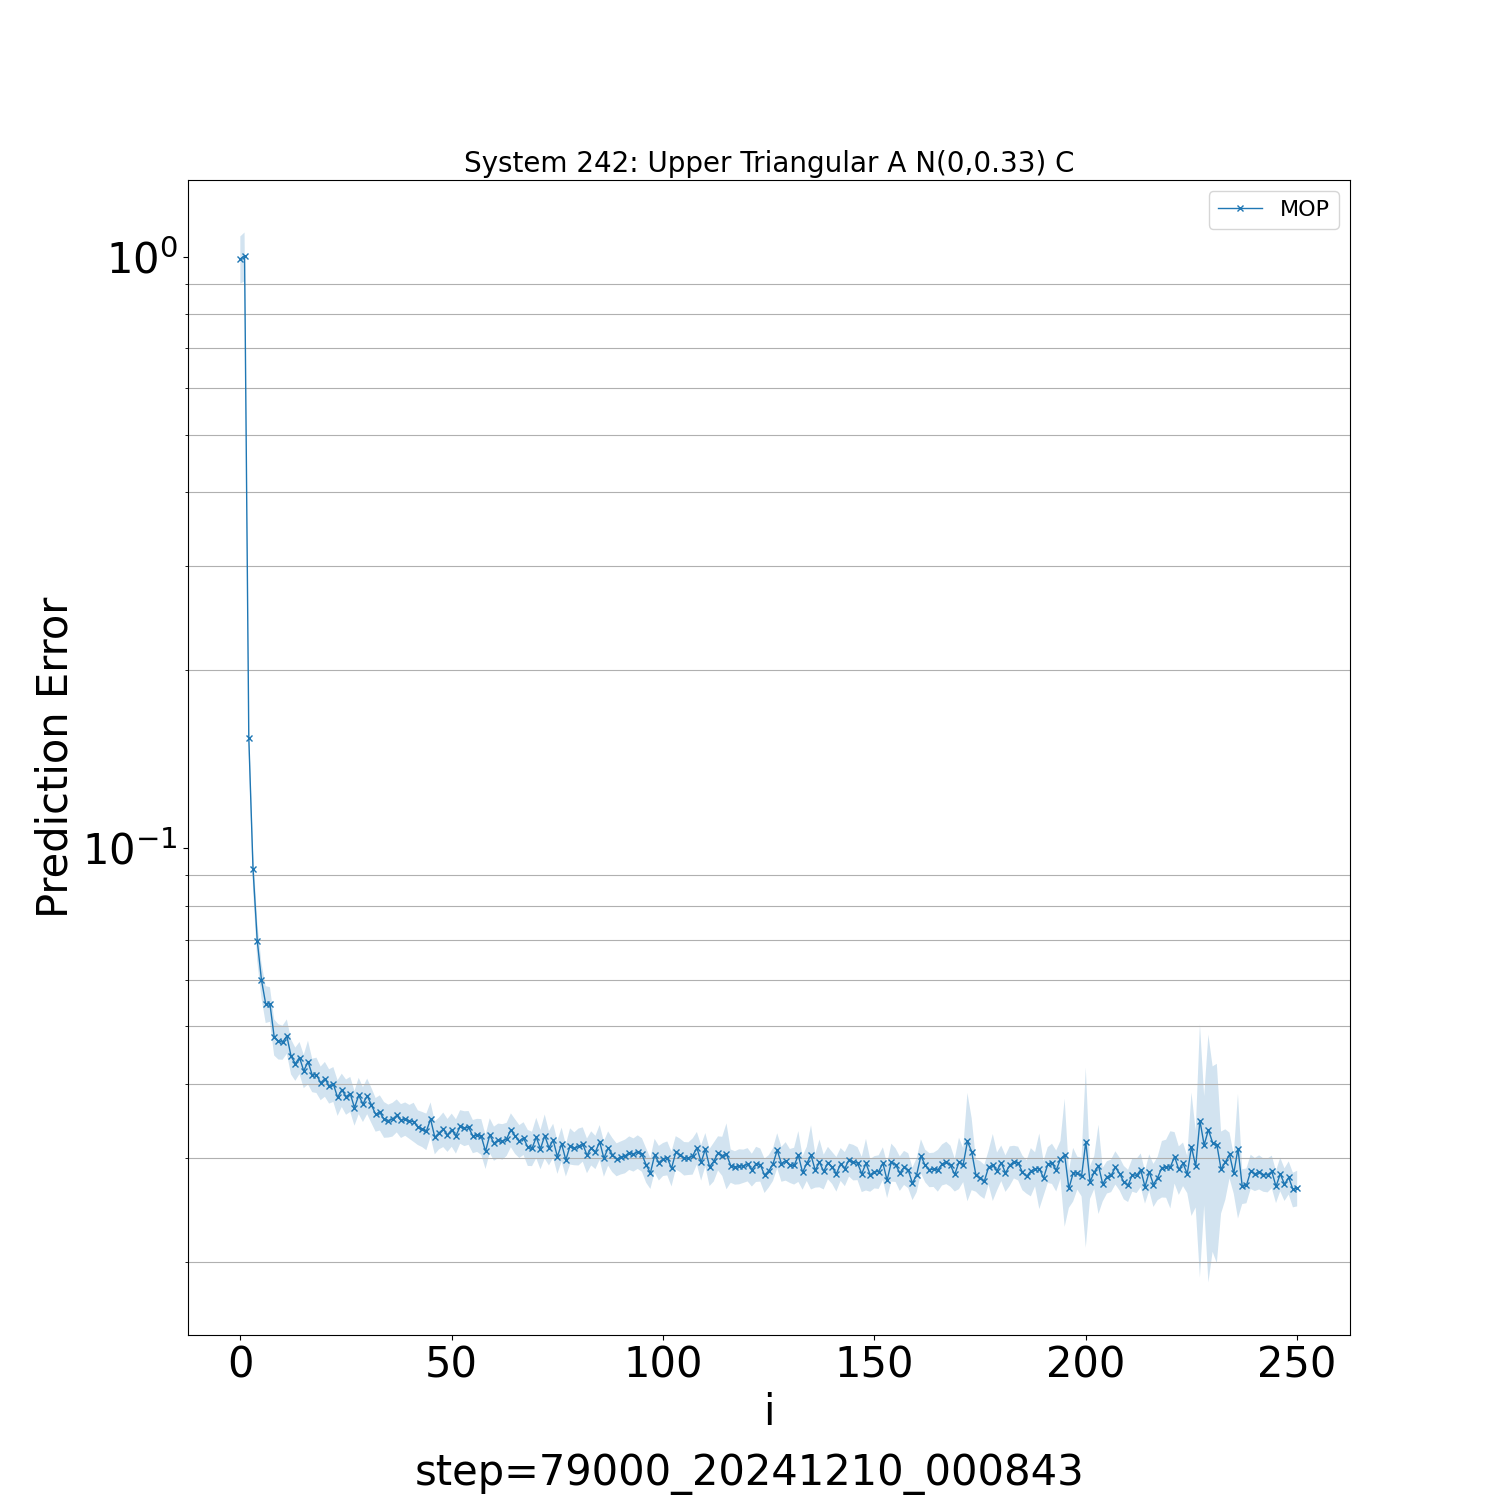 System 242: Upper Triangular A N(0,0.33) C
MOP
10⁰
10⁻¹
Prediction Error
0 50 100 150 200 250
i
step=79000_20241210_000843